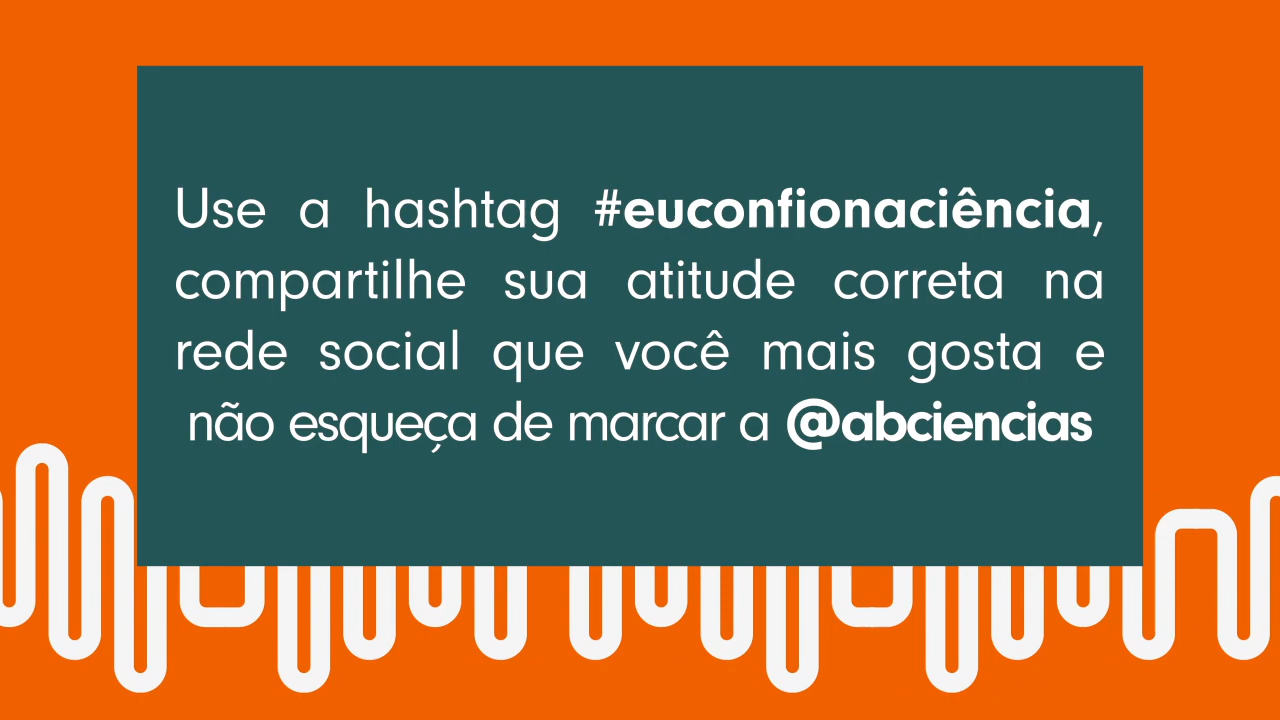 Use a hashtag #euconfionaciência,
compartilhe sua atitude correta na
rede social que você mais gosta e
não esqueça de marcar a @abciencias